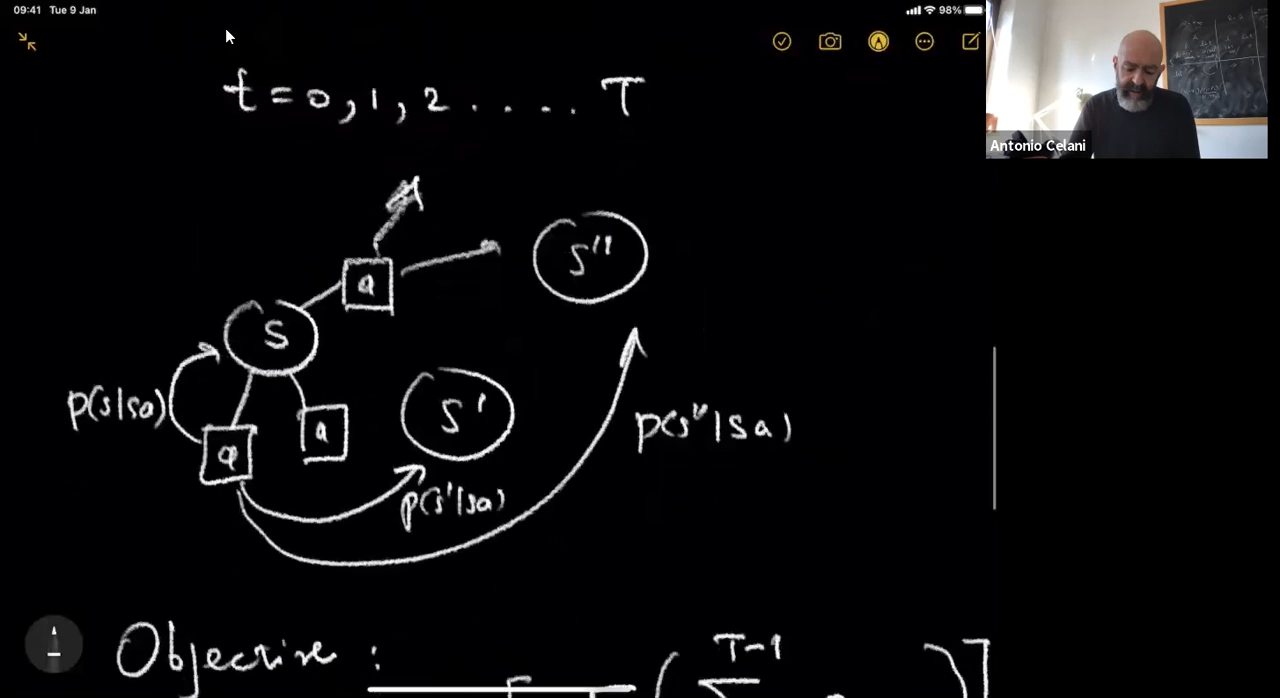 09:41 Tue 9 Jan
98%
t = 0, 1, 2 . . . . . T
Antonio Celani
a
S''
S
p(s|sa)
S'
a
a
p(s''|sa)
p(s'|sa)
Objective :
T-1